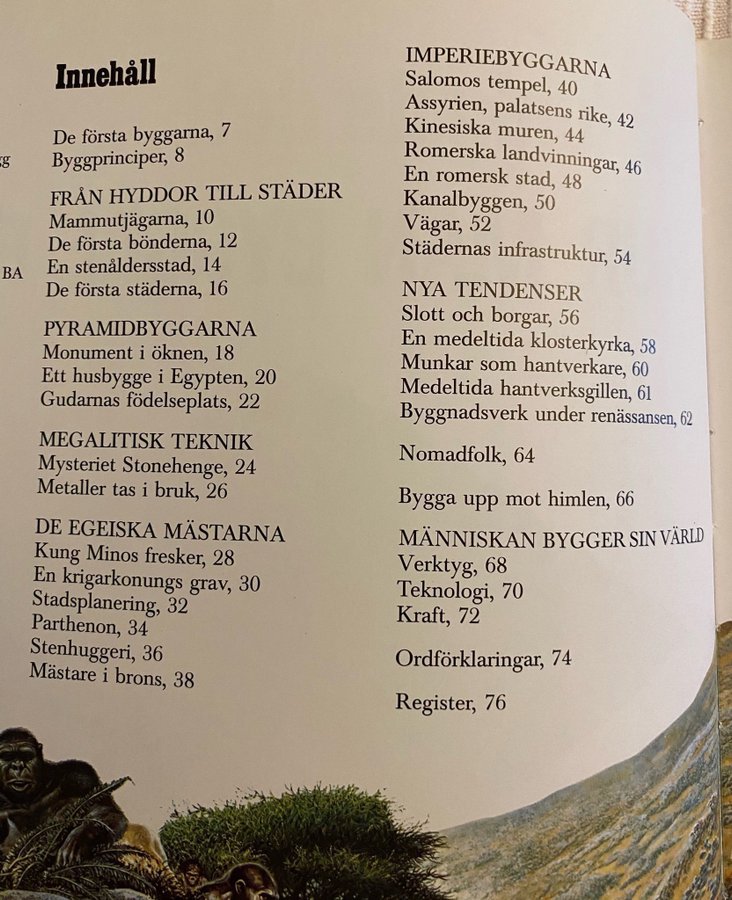 Innehåll
De första byggarna, 7
Byggprinciper, 8
FRÅN HYDDOR TILL STÄDER
Mammutjägarna, 10
De första bönderna, 12
En stenåldersstad, 14
De första städerna, 16
PYRAMIDBYGGARNA
Monument i öknen, 18
Ett husbygge i Egypten, 20
Gudarnas födelseplats, 22
MEGALITISK TEKNIK
Mysteriet Stonehenge, 24
Metaller tas i bruk, 26
DE EGEISKA MÄSTARNA
Kung Minos fresker, 28
En krigarkonungs grav, 30
Stadsplanering, 32
Parthenon, 34
Stenhuggeri, 36
Mästare i brons, 38
IMPERIEBYGGARNA
Salomos tempel, 40
Assyrien, palatsens rike, 42
Kinesiska muren, 44
Romerska landvinningar, 46
En romersk stad, 48
Kanalbyggen, 50
Vägar, 52
Städernas infrastruktur, 54
NYA TENDENSER
Slott och borgar, 56
En medeltida klosterkyrka, 58
Munkar som hantverkare, 60
Medeltida hantverksgillen, 61
Byggnadsverk under renässansen, 62
Nomadfolk, 64
Bygga upp mot himlen, 66
MÄNNISKAN BYGGER SIN VÄRLD
Verktyg, 68
Teknologi, 70
Kraft, 72
Ordförklaringar, 74
Register, 76
BA